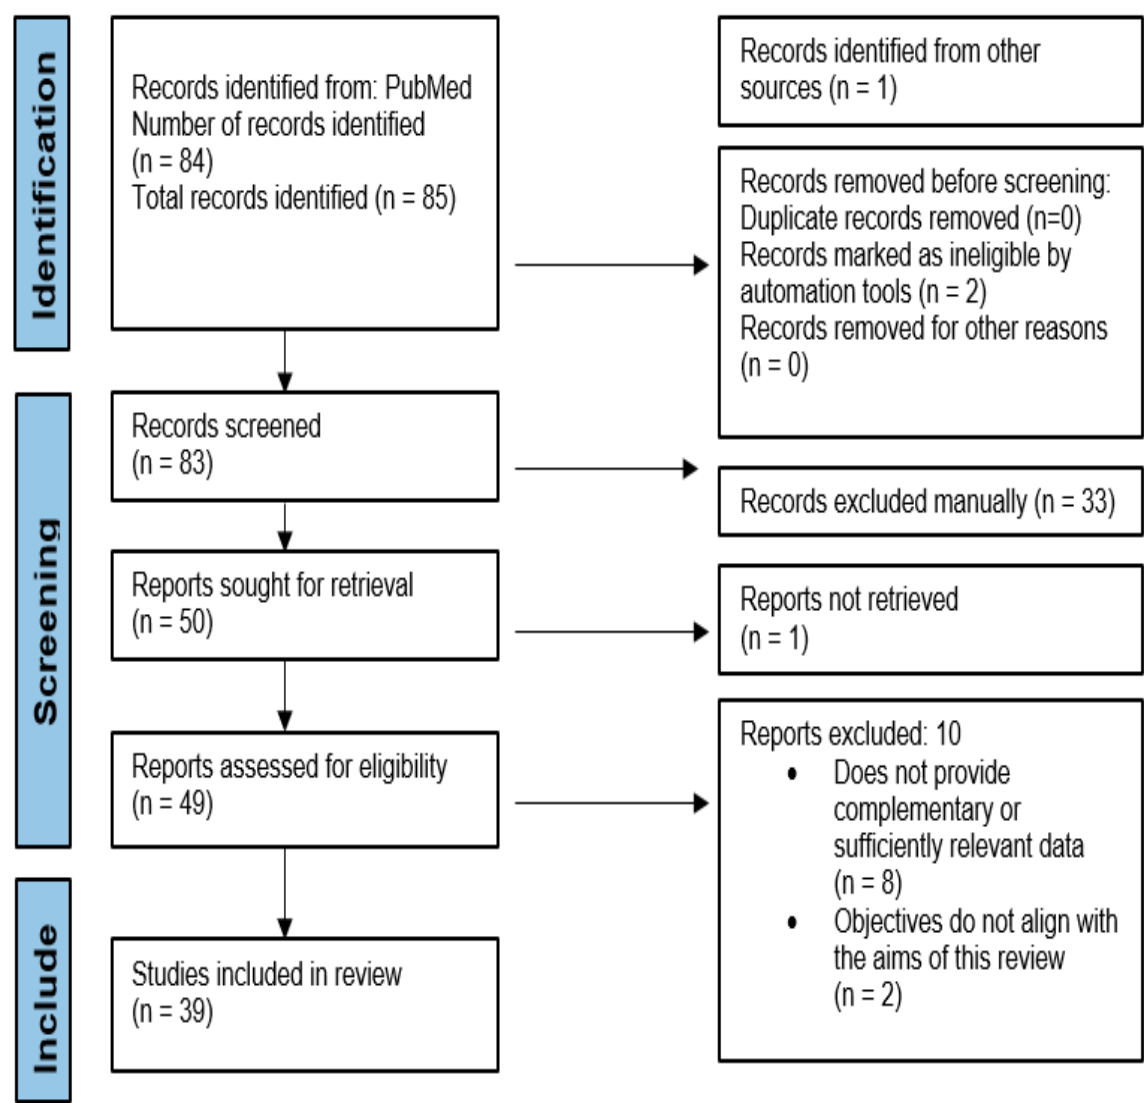 Identification
Records identified from: PubMed
Number of records identified
(n = 84)
Total records identified (n = 85)
Records identified from other
sources (n = 1)
Records removed before screening:
Duplicate records removed (n=0)
Records marked as ineligible by
automation tools (n = 2)
Records removed for other reasons
(n = 0)
Screening
Records screened
(n = 83)
Records excluded manually (n = 33)
Reports sought for retrieval
(n = 50)
Reports not retrieved
(n = 1)
Reports assessed for eligibility
(n = 49)
Reports excluded: 10
• Does not provide
complementary or
sufficiently relevant data
(n = 8)
• Objectives do not align with
the aims of this review
(n = 2)
Include
Studies included in review
(n = 39)